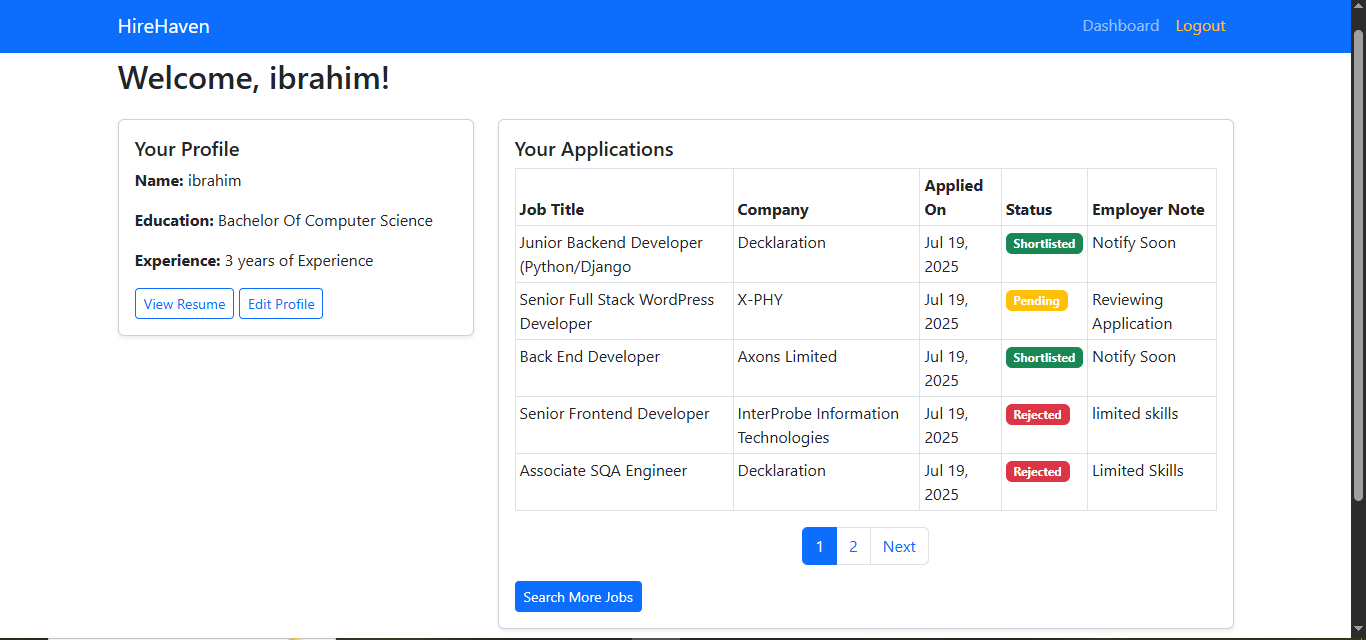 HireHaven
Dashboard Logout
Welcome, ibrahim!
Your Profile
Name: ibrahim
Education: Bachelor Of Computer Science
Experience: 3 years of Experience
View Resume Edit Profile
Your Applications
Job Title Company Applied On Status Employer Note
Junior Backend Developer (Python/Django Decklaration Jul 19, 2025 Shortlisted Notify Soon
Senior Full Stack WordPress Developer X-PHY Jul 19, 2025 Pending Reviewing Application
Back End Developer Axons Limited Jul 19, 2025 Shortlisted Notify Soon
Senior Frontend Developer InterProbe Information Technologies Jul 19, 2025 Rejected limited skills
Associate SQA Engineer Decklaration Jul 19, 2025 Rejected Limited Skills
1 2 Next
Search More Jobs